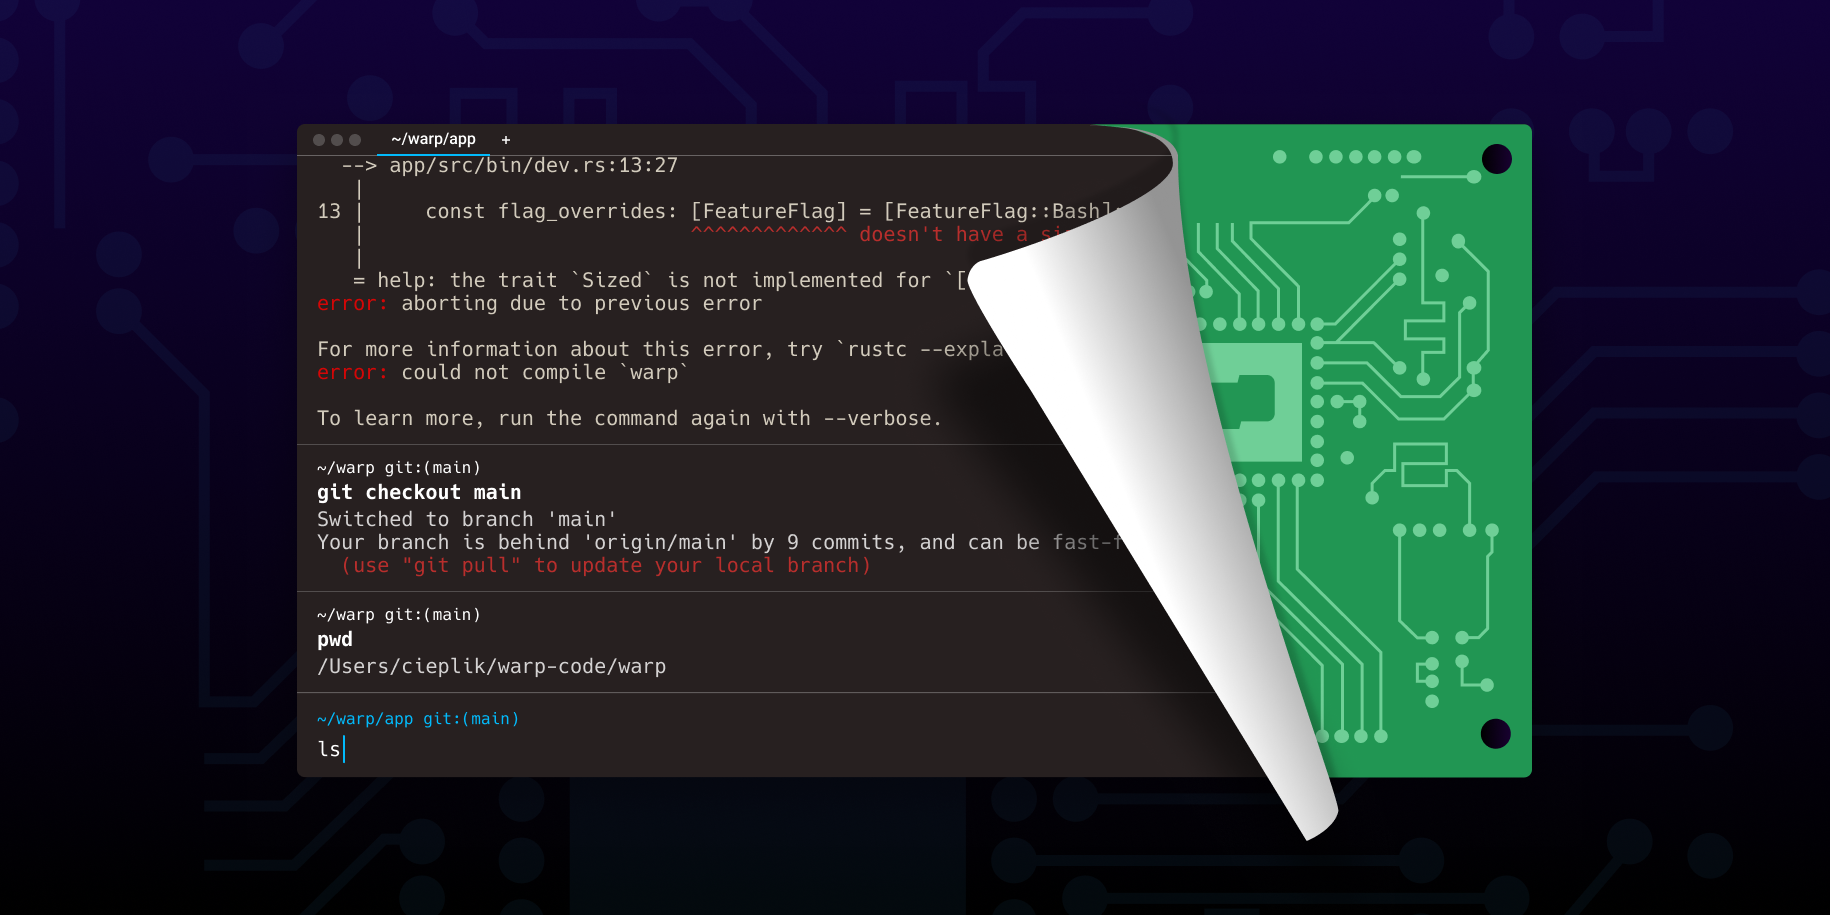 ~/warp/app +
--> app/src/bin/dev.rs:13:27
|
13 | const flag_overrides: [FeatureFlag] = [FeatureFlag::Bash]
| ^^^^^^^^^^^^^ doesn't have a
|
= help: the trait `Sized` is not implemented for `[
error: aborting due to previous error
For more information about this error, try `rustc
error: could not compile `warp`
To learn more, run the command again with --verbose.
~/warp git:(main)
git checkout main
Switched to branch 'main'
Your branch is behind 'origin/main' by 9 commits, and can be
(use "git pull" to update your local branch)
~/warp git:(main)
pwd
/Users/cieplik/warp-code/warp
~/warp/app git:(main)
ls